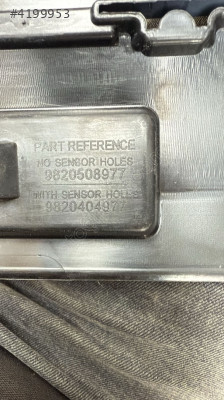 #4199953
PART REFERENCE
NO SENSOR HOLES
9820508977
WITH SENSOR HOLES
9820404977